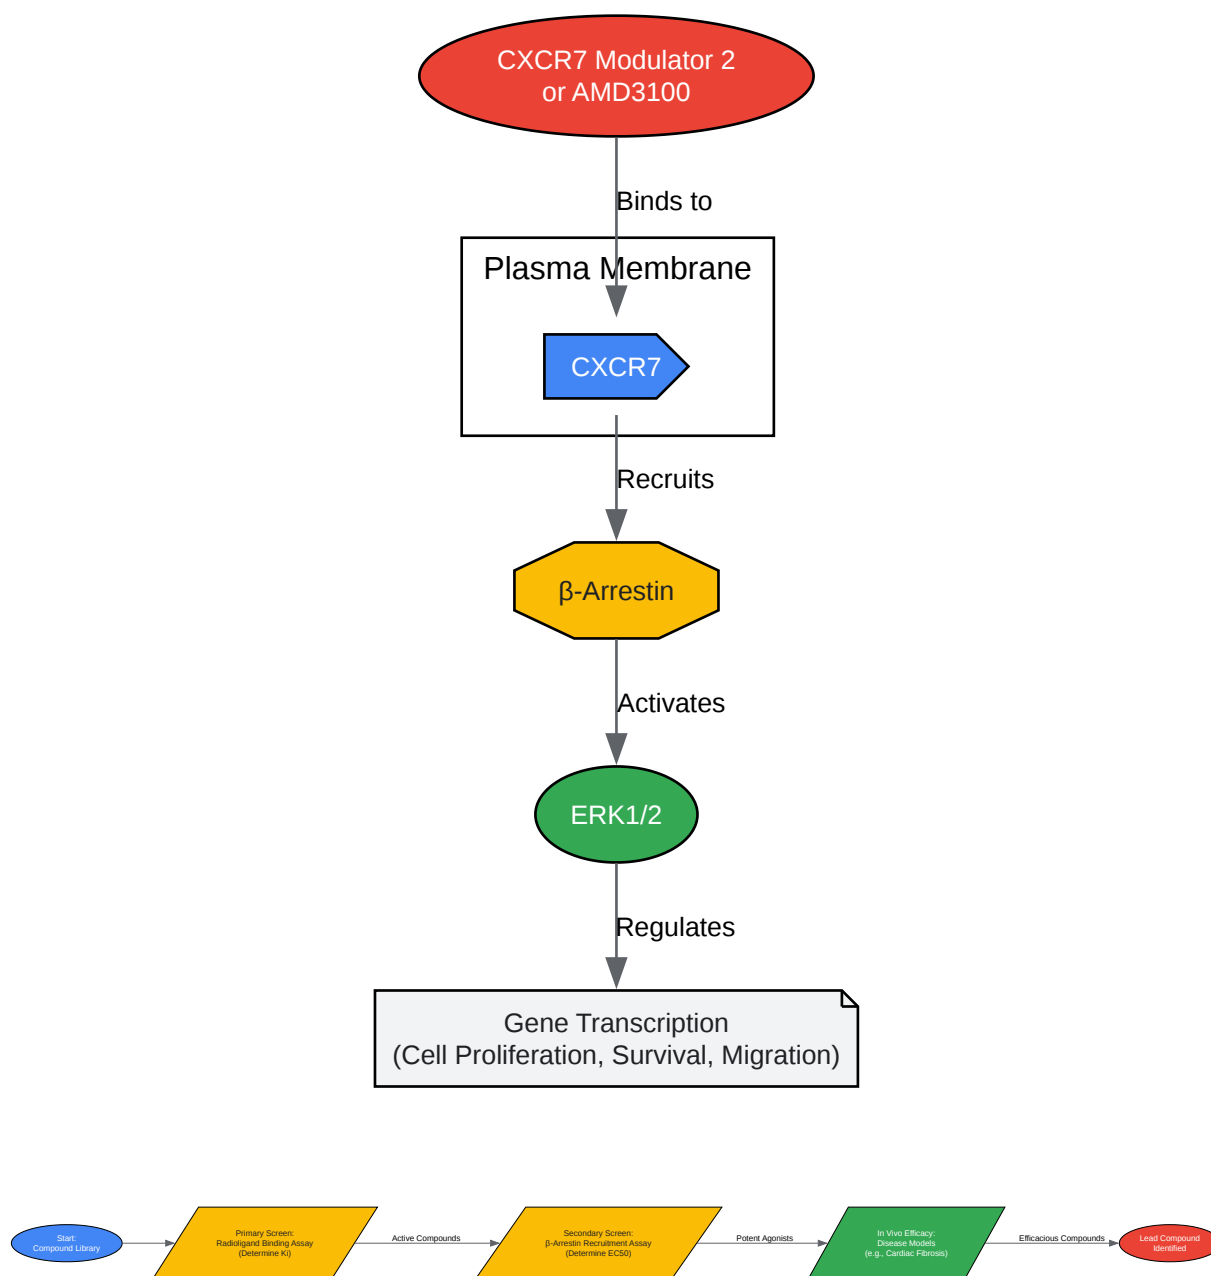 CXCR7 Modulator 2
or AMD3100
Binds to
Plasma Membrane
CXCR7
Recruits
β-Arrestin
Activates
ERK1/2
Regulates
Gene Transcription
(Cell Proliferation, Survival, Migration)
Start:
Compound Library
Primary Screen:
Radioligand Binding Assay
(Determine Ki)
Active Compounds
Secondary Screen:
β-Arrestin Recruitment Assay
(Determine EC50)
Potent Agonists
In Vivo Efficacy:
Disease Models
(e.g., Cardiac Fibrosis)
Efficacious Compounds
Lead Compound
Identified